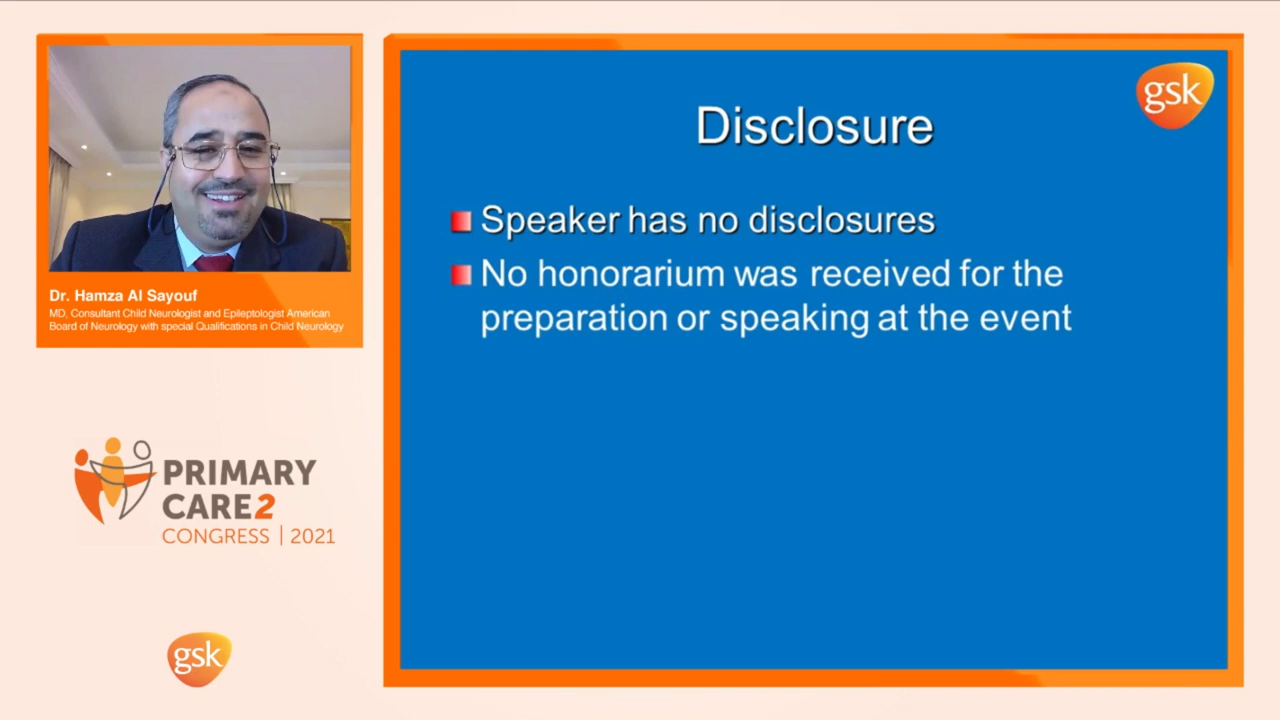 Dr. Hamza Al Sayouf
MD, Consultant Child Neurologist and Epileptologist American
Board of Neurology with special Qualifications in Child Neurology
PRIMARY
CARE2
CONGRESS | 2021
gsk
gsk
Disclosure
Speaker has no disclosures
No honorarium was received for the
preparation or speaking at the event